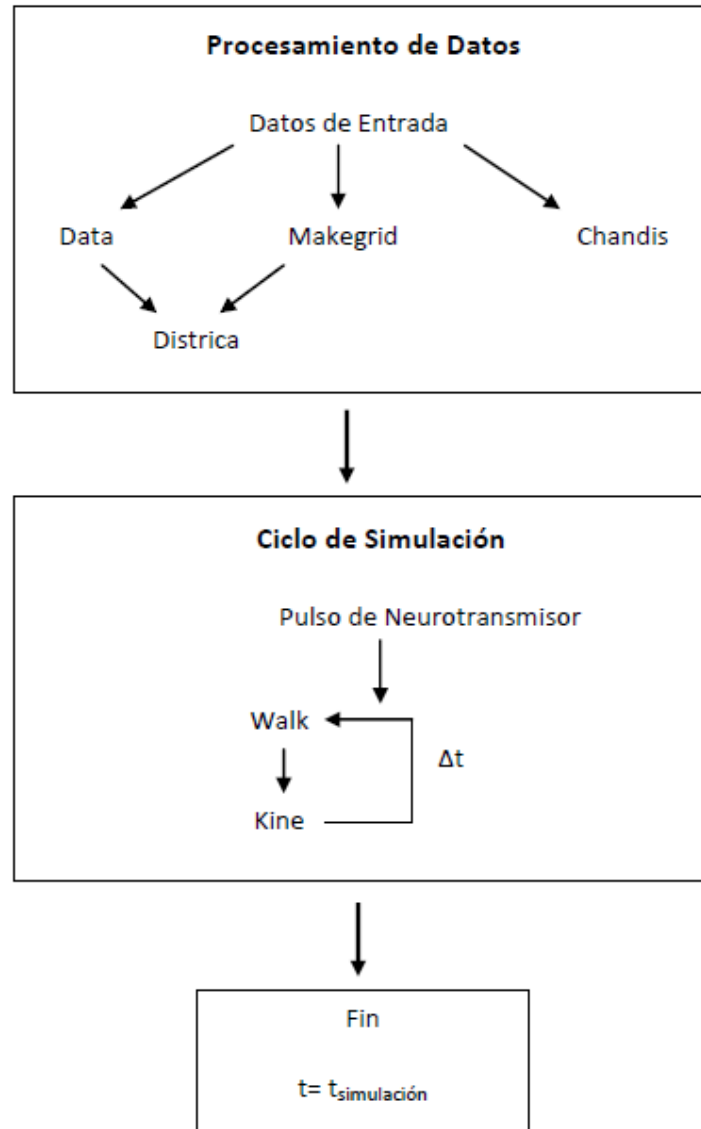 Procesamiento de Datos
Datos de Entrada
Data Makegrid Chandis
Districa
Ciclo de Simulación
Pulso de Neurotransmisor
Walk
Δt
Kine
Fin
t= tsimulación